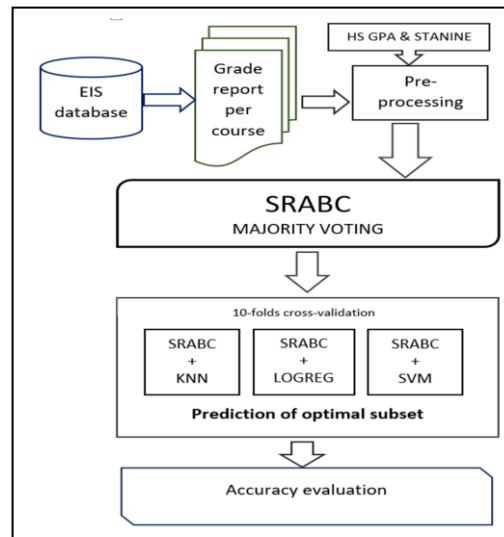 HS GPA & STANINE
EIS
database
Grade
report
per
course
Pre-
processing
SRABC
MAJORITY VOTING
10-folds cross-validation
SRABC
+
KNN
SRABC
+
LOGREG
SRABC
+
SVM
Prediction of optimal subset
Accuracy evaluation